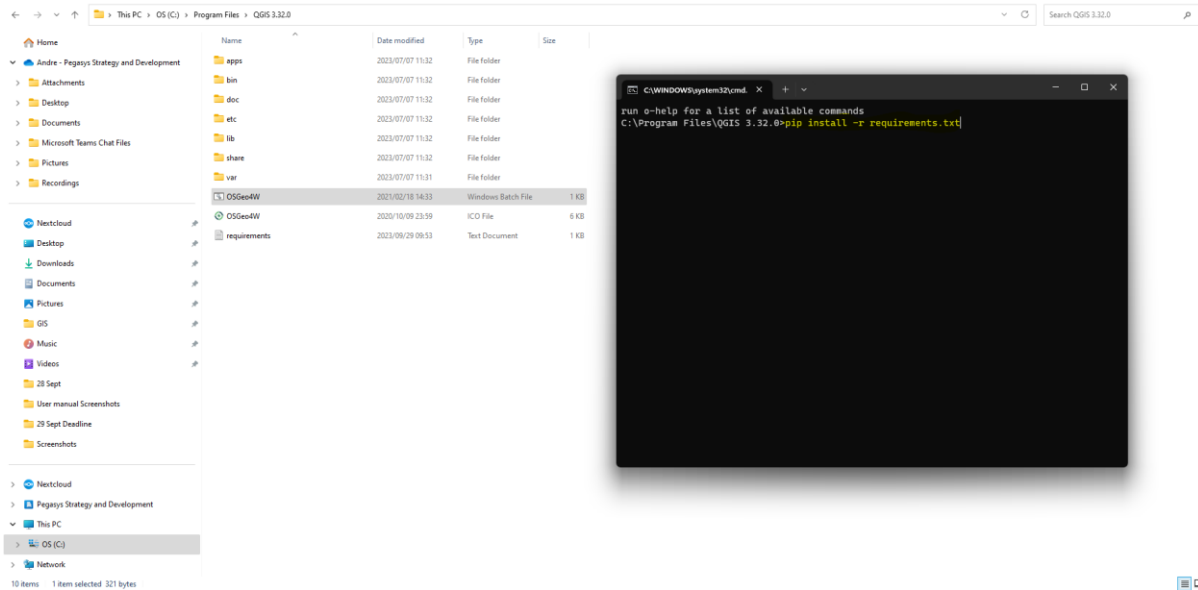 This PC > OS (C:) > Program Files > QGIS 3.32.0
Search QGIS 3.32.0
Home
Andre - Pegasys Strategy and Development
Attachments
Desktop
Documents
Microsoft Teams Chat Files
Pictures
Recordings
Nextcloud
Desktop
Downloads
Documents
Pictures
GIS
Music
Videos
28 Sept
User manual Screenshots
29 Sept Deadline
Screenshots
Nextcloud
Pegasys Strategy and Development
This PC
OS (C:)
Network
10 items 1 item selected 321 bytes
Name Date modified Type Size
apps 2023/07/07 11:32 File folder
bin 2023/07/07 11:32 File folder
doc 2023/07/07 11:32 File folder
etc 2023/07/07 11:32 File folder
lib 2023/07/07 11:32 File folder
share 2023/07/07 11:32 File folder
var 2023/07/07 11:31 File folder
OSGeo4W 2021/02/18 14:33 Windows Batch File 1 KB
OSGeo4W 2020/10/09 23:59 ICO File 6 KB
requirements 2023/09/29 09:53 Text Document 1 KB
C:\WINDOWS\system32\cmd.
run o-help for a list of available commands
C:\Program Files\QGIS 3.32.0>pip install -r requirements.txt